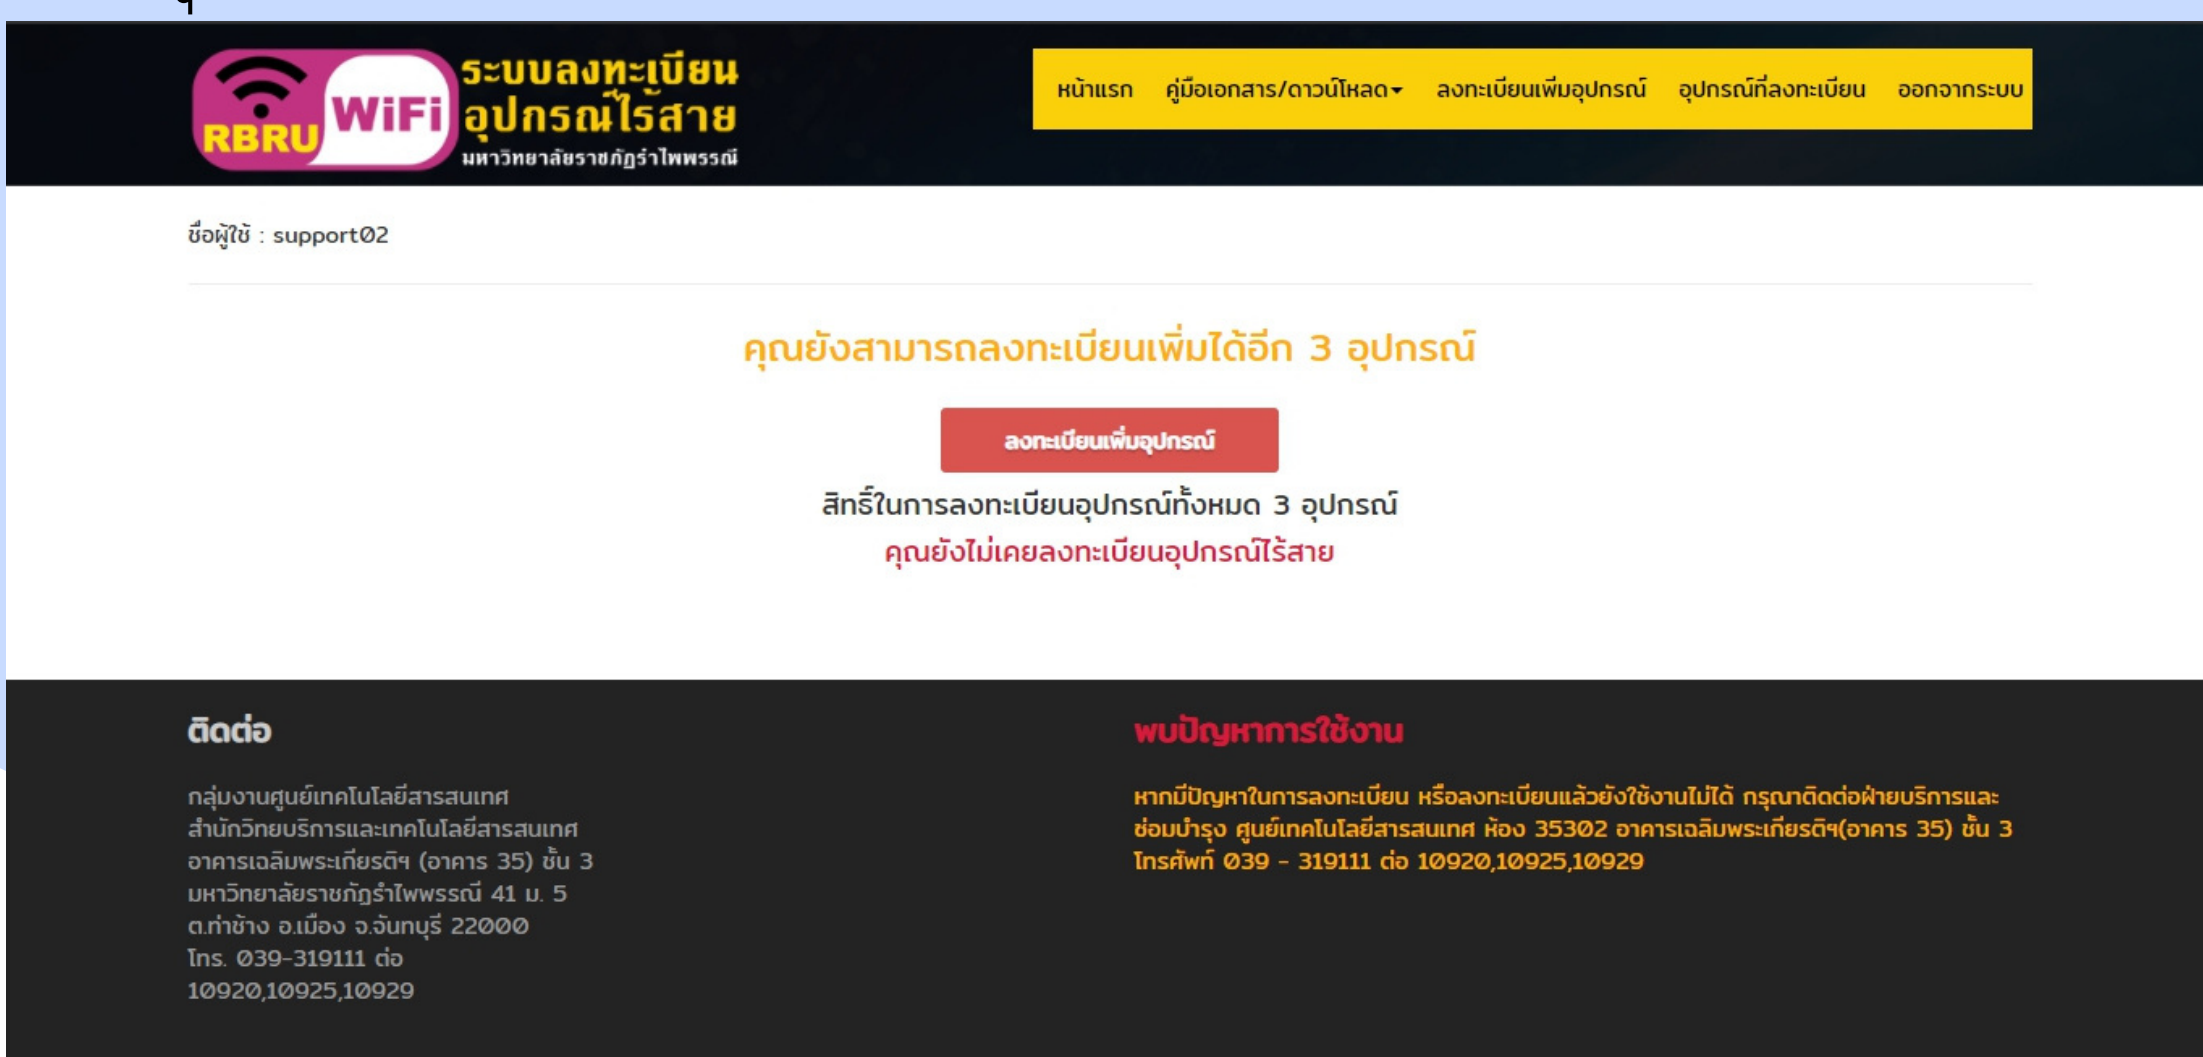 RBRU WiFi
ระบบลงทะเบียน
อุปกรณ์ไร้สาย
มหาวิทยาลัยราชภัฏรำไพพรรณี
หน้าแรก คู่มือเอกสาร/ดาวน์โหลด ลงทะเบียนเพิ่มอุปกรณ์ อุปกรณ์ที่ลงทะเบียน ออกจากระบบ
ชื่อผู้ใช้ : support02
คุณยังสามารถลงทะเบียนเพิ่มได้อีก 3 อุปกรณ์
ลงทะเบียนเพิ่มอุปกรณ์
สิทธิ์ในการลงทะเบียนอุปกรณ์ทั้งหมด 3 อุปกรณ์
คุณยังไม่เคยลงทะเบียนอุปกรณ์ไร้สาย
ติดต่อ
กลุ่มงานศูนย์เทคโนโลยีสารสนเทศ
สำนักวิทยบริการและเทคโนโลยีสารสนเทศ
อาคารเฉลิมพระเกียรติฯ (อาคาร 35) ชั้น 3
มหาวิทยาลัยราชภัฏรำไพพรรณี 41 ม. 5
ต.ท่าช้าง อ.เมือง จ.จันทบุรี 22000
โทร. 039-319111 ต่อ
10920,10925,10929
พบปัญหาการใช้งาน
หากมีปัญหาในการลงทะเบียน หรือลงทะเบียนแล้วยังใช้งานไม่ได้ กรุณาติดต่อฝ่ายบริการและ
ซ่อมบำรุง ศูนย์เทคโนโลยีสารสนเทศ ห้อง 35302 อาคารเฉลิมพระเกียรติฯ(อาคาร 35) ชั้น 3
โทรศัพท์ 039 - 319111 ต่อ 10920,10925,10929